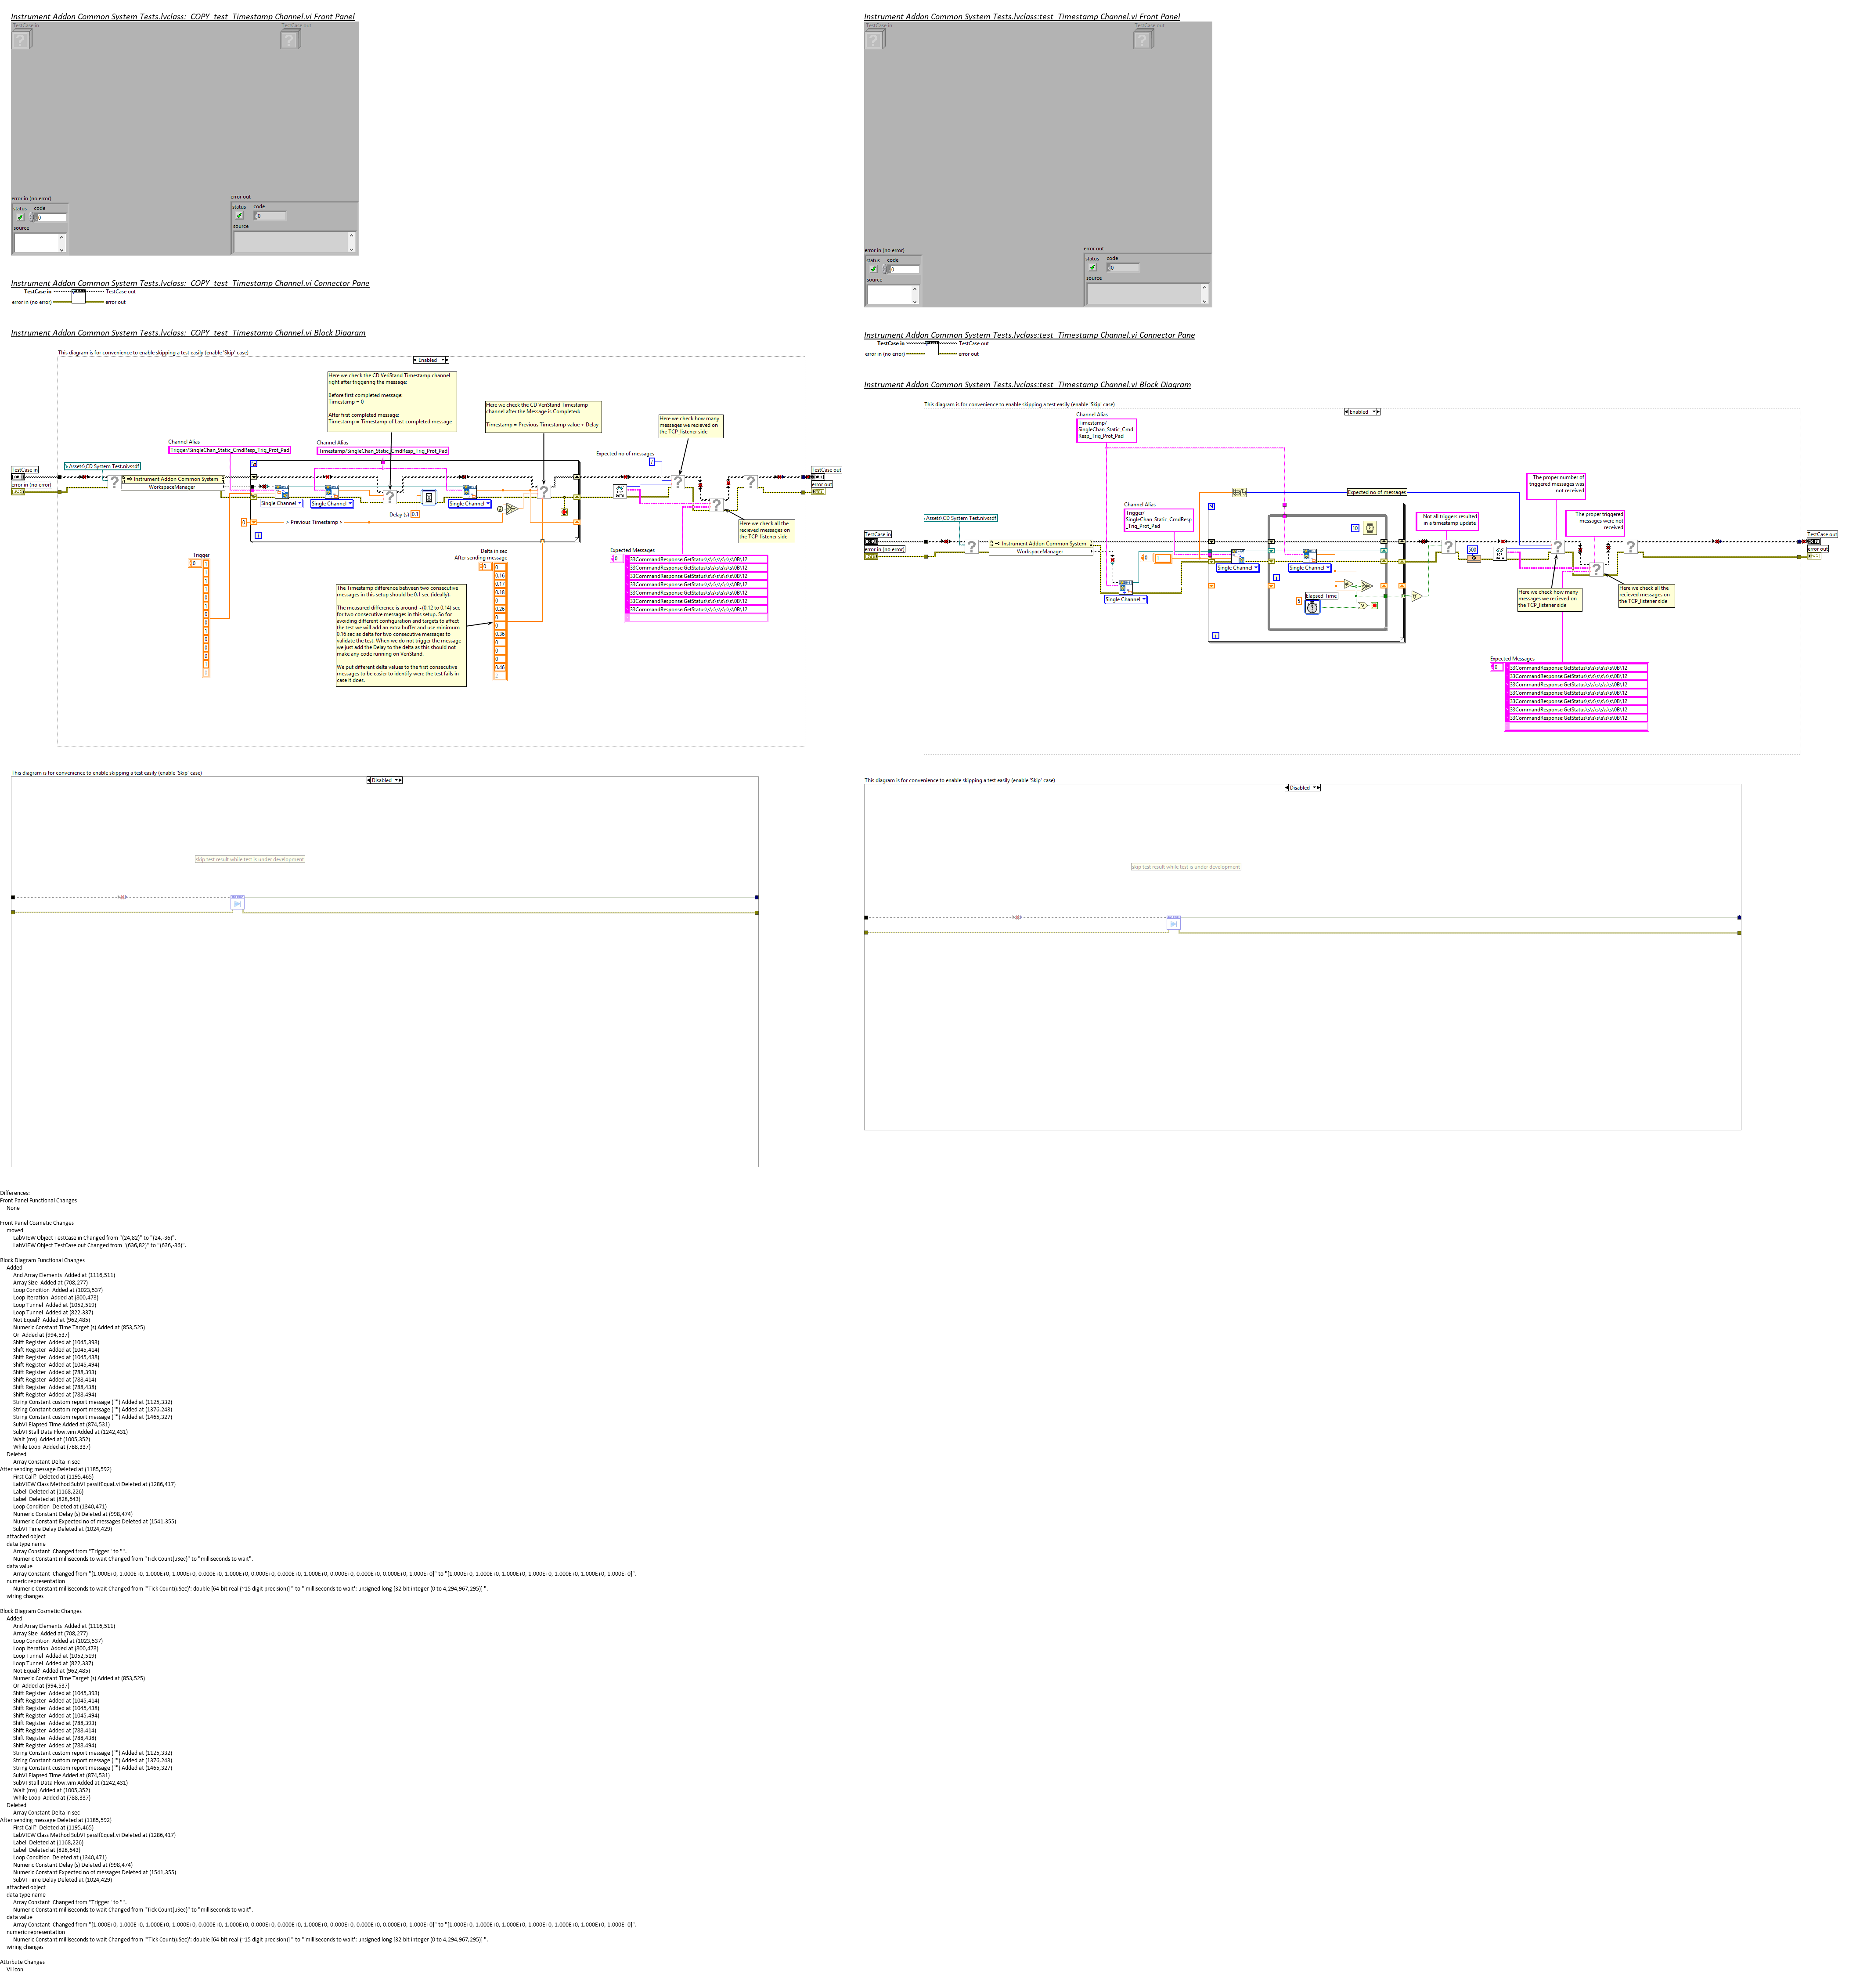 Instrument Addon Common System Tests.lvclass:_COPY_test_Timestamp Channel.vi Front Panel
TestCase in
TestCase out
error in (no error)
status code
0
source
error out
status code
0
source
Instrument Addon Common System Tests.lvclass:_COPY_test_Timestamp Channel.vi Connector Pane
TestCase in
TestCase out
error in (no error)
error out
Instrument Addon Common System Tests.lvclass:_COPY_test_Timestamp Channel.vi Block Diagram
This diagram is for convenience to enable skipping a test easily (enable 'Skip' case)
Enabled
Here we check the CD VeriStand Timestamp channel
right after triggering the message:
Before first completed message:
Timestamp = 0
After first completed message:
Timestamp = Timestamp of Last completed message
Here we check the CD VeriStand Timestamp
channel after the Message is Completed:
Timestamp = Previous Timestamp value + Delay
Here we check how many
messages we recieved on
the TCP_listener side
Channel Alias
Trigger/SingleChan_Static_CmdResp_Trig_Prot_Pad
Channel Alias
Timestamp/SingleChan_Static_CmdResp_Trig_Prot_Pad
Expected no of messages
7
TestCase in
error in (no error)
\Assets\CD System Test.nivssdf
Instrument Addon Common System
WorkspaceManager
Single Channel
Single Channel
Single Channel
Delay (s) 0.1
> Previous Timestamp >
0
TestCase out
error out
Here we check all the
recieved messages on
the TCP_listener side
Trigger
0
1
1
1
1
0
1
0
0
1
0
0
0
1
Delta in sec
After sending message
0
0
0.16
0.17
0.18
0
0.26
0
0
0.36
0
0
0
0.46
The Timestamp difference between two consecutive
messages in this setup should be 0.1 sec (ideally).
The measured difference is around ~(0.12 to 0.14) sec
for two consecutive messages in this setup. So for
avoiding different configuration and targets to affect
the test we will add an extra buffer and use minimum
0.16 sec as delta for two consecutive messages to
validate the test. When we do not trigger the message
we just add the Delay to the delta as this should not
make any code running on VeriStand.
We put different delta values to the first consecutive
messages to be easier to identify were the test fails in
case it does.
Expected Messages
0
33CommandResponse:GetStatus\s\s\s\s\s\s\s\0B\12
33CommandResponse:GetStatus\s\s\s\s\s\s\s\0B\12
33CommandResponse:GetStatus\s\s\s\s\s\s\s\0B\12
33CommandResponse:GetStatus\s\s\s\s\s\s\s\0B\12
33CommandResponse:GetStatus\s\s\s\s\s\s\s\0B\12
33CommandResponse:GetStatus\s\s\s\s\s\s\s\0B\12
33CommandResponse:GetStatus\s\s\s\s\s\s\s\0B\12
This diagram is for convenience to enable skipping a test easily (enable 'Skip' case)
Disabled
skip test result while test is under development
Instrument Addon Common System Tests.lvclass:test_Timestamp Channel.vi Front Panel
TestCase in
TestCase out
error in (no error)
status code
0
source
error out
status code
0
source
Instrument Addon Common System Tests.lvclass:test_Timestamp Channel.vi Connector Pane
TestCase in
TestCase out
error in (no error)
error out
Instrument Addon Common System Tests.lvclass:test_Timestamp Channel.vi Block Diagram
This diagram is for convenience to enable skipping a test easily (enable 'Skip' case)
Enabled
Channel Alias
Timestamp/
SingleChan_Static_Cmd
Resp_Trig_Prot_Pad
Channel Alias
Trigger/
SingleChan_Static_CmdResp
_Trig_Prot_Pad
Expected no of messages
The proper number of
triggered messages was
not received
Not all triggers resulted
in a timestamp update
The proper triggered
messages were not
received
TestCase in
error in (no error)
.Assets\CD System Test.nivssdf
Instrument Addon Common System
WorkspaceManager
Single Channel
0
1
Single Channel
Single Channel
10
Elapsed Time
5
500
TestCase out
error out
Here we check how many
messages we recieved on
the TCP_listener side
Here we check all the
recieved messages on
the TCP_listener side
Expected Messages
0
33CommandResponse:GetStatus\s\s\s\s\s\s\s\0B\12
33CommandResponse:GetStatus\s\s\s\s\s\s\s\0B\12
33CommandResponse:GetStatus\s\s\s\s\s\s\s\0B\12
33CommandResponse:GetStatus\s\s\s\s\s\s\s\0B\12
33CommandResponse:GetStatus\s\s\s\s\s\s\s\0B\12
33CommandResponse:GetStatus\s\s\s\s\s\s\s\0B\12
33CommandResponse:GetStatus\s\s\s\s\s\s\s\0B\12
This diagram is for convenience to enable skipping a test easily (enable 'Skip' case)
Disabled
skip test result while test is under development
Differences:
Front Panel Functional Changes
None
Front Panel Cosmetic Changes
moved
LabVIEW Object TestCase in Changed from "(24,82)" to "(24,-36)".
LabVIEW Object TestCase out Changed from "(636,82)" to "(636,-36)".
Block Diagram Functional Changes
Added
And Array Elements  Added at (1116,511)
Array Size  Added at (708,277)
Loop Condition  Added at (1023,537)
Loop Iteration  Added at (800,473)
Loop Tunnel  Added at (1052,519)
Loop Tunnel  Added at (822,337)
Not Equal?  Added at (962,485)
Numeric Constant Time Target (s) Added at (853,525)
Or  Added at (994,537)
Shift Register  Added at (1045,393)
Shift Register  Added at (1045,414)
Shift Register  Added at (1045,438)
Shift Register  Added at (1045,494)
Shift Register  Added at (788,393)
Shift Register  Added at (788,414)
Shift Register  Added at (788,438)
Shift Register  Added at (788,494)
String Constant custom report message ("") Added at (1125,332)
String Constant custom report message ("") Added at (1376,243)
String Constant custom report message ("") Added at (1465,327)
SubVI Elapsed Time Added at (874,531)
SubVI Stall Data Flow.vim Added at (1242,431)
Wait (ms)  Added at (1005,352)
While Loop  Added at (788,337)
Deleted
Array Constant Delta in sec
After sending message Deleted at (1185,592)
First Call?  Deleted at (1195,465)
LabVIEW Class Method SubVI passIfEqual.vi Deleted at (1286,417)
Label  Deleted at (1168,226)
Label  Deleted at (828,643)
Loop Condition  Deleted at (1340,471)
Numeric Constant Delay (s) Deleted at (998,474)
Numeric Constant Expected no of messages Deleted at (1541,355)
SubVI Time Delay Deleted at (1024,429)
attached object
data type name
Array Constant  Changed from "Trigger" to "".
Numeric Constant milliseconds to wait Changed from "Tick Count(uSec)" to "milliseconds to wait".
data value
Array Constant  Changed from "[1.000E+0, 1.000E+0, 1.000E+0, 1.000E+0, 0.000E+0, 1.000E+0, 0.000E+0, 0.000E+0, 1.000E+0, 0.000E+0, 0.000E+0, 0.000E+0, 1.000E+0]" to "[1.000E+0, 1.000E+0, 1.000E+0, 1.000E+0, 1.000E+0, 1.000E+0, 1.000E+0]".
numeric representation
Numeric Constant milliseconds to wait Changed from "'Tick Count(uSec)': double [64-bit real (~15 digit precision)] " to "'milliseconds to wait': unsigned long [32-bit integer (0 to 4,294,967,295)] ".
wiring changes
Block Diagram Cosmetic Changes
Added
And Array Elements  Added at (1116,511)
Array Size  Added at (708,277)
Loop Condition  Added at (1023,537)
Loop Iteration  Added at (800,473)
Loop Tunnel  Added at (1052,519)
Loop Tunnel  Added at (822,337)
Not Equal?  Added at (962,485)
Numeric Constant Time Target (s) Added at (853,525)
Or  Added at (994,537)
Shift Register  Added at (1045,393)
Shift Register  Added at (1045,414)
Shift Register  Added at (1045,438)
Shift Register  Added at (1045,494)
Shift Register  Added at (788,393)
Shift Register  Added at (788,414)
Shift Register  Added at (788,438)
Shift Register  Added at (788,494)
String Constant custom report message ("") Added at (1125,332)
String Constant custom report message ("") Added at (1376,243)
String Constant custom report message ("") Added at (1465,327)
SubVI Elapsed Time Added at (874,531)
SubVI Stall Data Flow.vim Added at (1242,431)
Wait (ms)  Added at (1005,352)
While Loop  Added at (788,337)
Deleted
Array Constant Delta in sec
After sending message Deleted at (1185,592)
First Call?  Deleted at (1195,465)
LabVIEW Class Method SubVI passIfEqual.vi Deleted at (1286,417)
Label  Deleted at (1168,226)
Label  Deleted at (828,643)
Loop Condition  Deleted at (1340,471)
Numeric Constant Delay (s) Deleted at (998,474)
Numeric Constant Expected no of messages Deleted at (1541,355)
SubVI Time Delay Deleted at (1024,429)
attached object
data type name
Array Constant  Changed from "Trigger" to "".
Numeric Constant milliseconds to wait Changed from "Tick Count(uSec)" to "milliseconds to wait".
data value
Array Constant  Changed from "[1.000E+0, 1.000E+0, 1.000E+0, 1.000E+0, 0.000E+0, 1.000E+0, 0.000E+0, 0.000E+0, 1.000E+0, 0.000E+0, 0.000E+0, 0.000E+0, 1.000E+0]" to "[1.000E+0, 1.000E+0, 1.000E+0, 1.000E+0, 1.000E+0, 1.000E+0, 1.000E+0]".
numeric representation
Numeric Constant milliseconds to wait Changed from "'Tick Count(uSec)': double [64-bit real (~15 digit precision)] " to "'milliseconds to wait': unsigned long [32-bit integer (0 to 4,294,967,295)] ".
wiring changes
Attribute Changes
VI icon